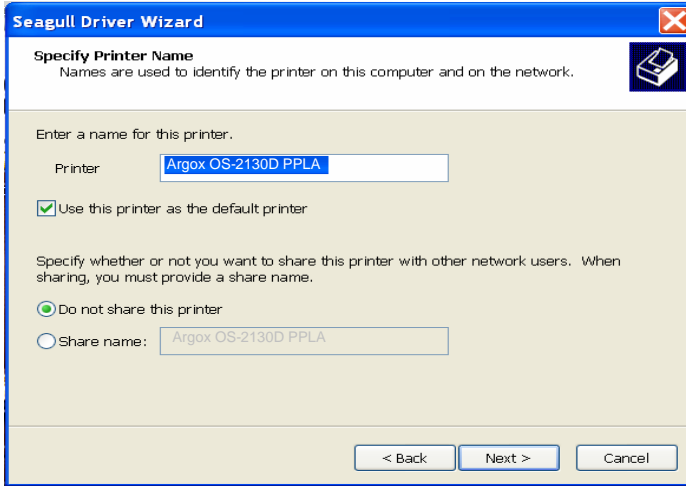 Seagull Driver Wizard
Specify Printer Name
Names are used to identify the printer on this computer and on the network.
Enter a name for this printer.
Printer Argox OS-2130D PPLA
Use this printer as the default printer
Specify whether or not you want to share this printer with other network users. When
sharing, you must provide a share name.
Do not share this printer
Share name: Argox OS-2130D PPLA
< Back Next > Cancel